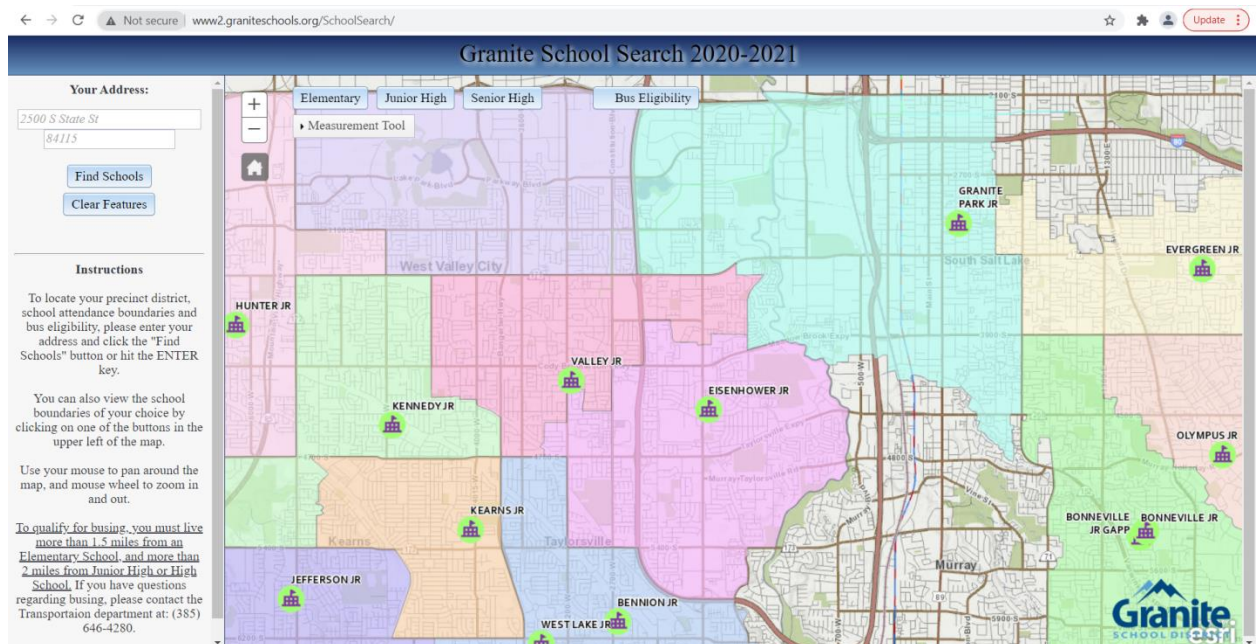 Not secure | www2.graniteschools.org/SchoolSearch/
Update
Granite School Search 2020-2021
Your Address:
2500 S State St
84115
Find Schools
Clear Features
Instructions
To locate your precinct district,
school attendance boundaries and
bus eligibility, please enter your
address and click the "Find
Schools" button or hit the ENTER
key.
You can also view the school
boundaries of your choice by
clicking on one of the buttons in the
upper left of the map.
Use your mouse to pan around the
map, and mouse wheel to zoom in
and out.
To qualify for busing, you must live
more than 1.5 miles from an
Elementary School, and more than
2 miles from Junior High or High
School. If you have questions
regarding busing, please contact the
Transportaion department at: (385)
646-4280.
+
−
Elementary
Junior High
Senior High
Bus Eligibility
Measurement Tool
2100 S
GRANITE
PARK JR
EVERGREEN JR
South Salt Lake
West Valley City
HUNTER JR
VALLEY JR
EISENHOWER JR
KENNEDY JR
OLYMPUS JR
4800 S
KEARNS JR
Kearns
Taylorsville
BONNEVILLE
JR GAPP
BONNEVILLE JR
Murray
JEFFERSON JR
BENNION JR
WEST LAKE JR
5900 S
Granite
SCHOOL DISTRICT